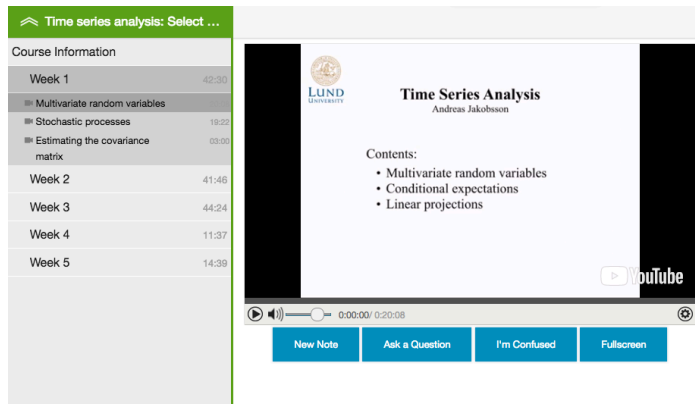 Time series analysis: Select ...
Course Information
Week 1 42:30
Multivariate random variables
Stochastic processes 19:22
Estimating the covariance 03:00
matrix
Week 2 41:46
Week 3 44:24
Week 4 11:37
Week 5 14:39
LUND
UNIVERSITY
Time Series Analysis
Andreas Jakobsson
Contents:
• Multivariate random variables
• Conditional expectations
• Linear projections
YouTube
0:00:00/ 0:20:08
New Note Ask a Question I'm Confused Fullscreen